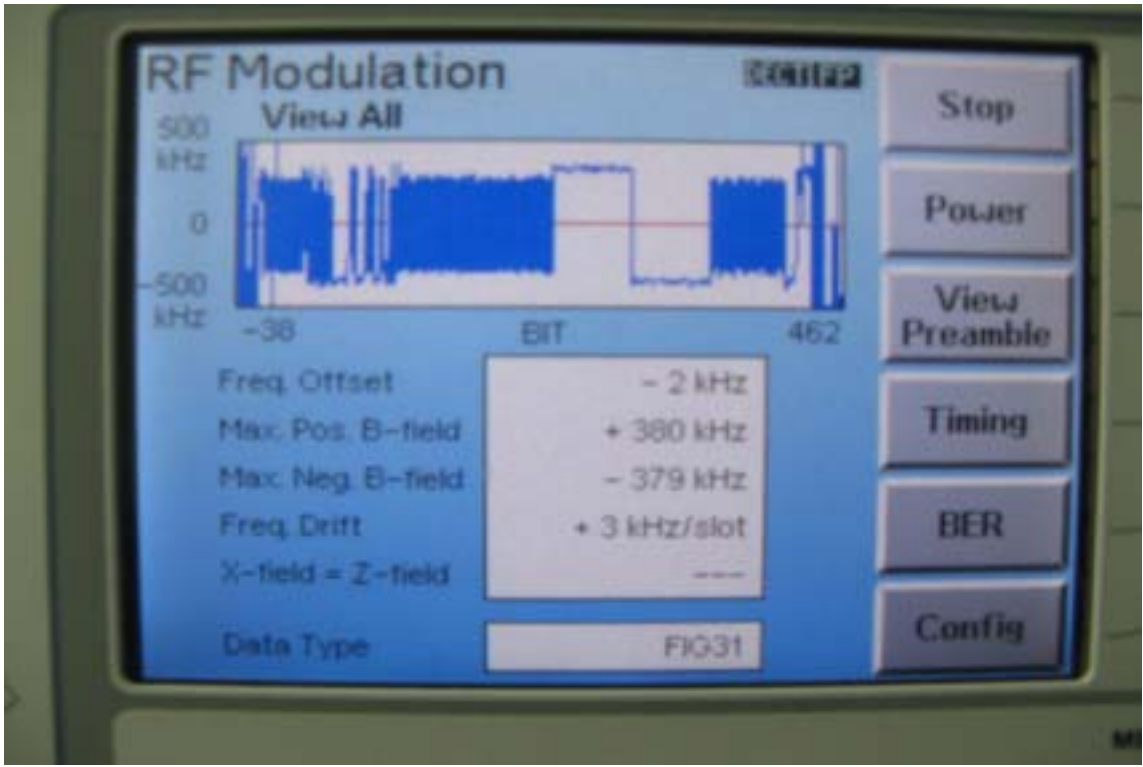 RF Modulation DECT FP
View All
500
kHz
0
-500
kHz
-38 BIT 462
Freq. Offset - 2 kHz
Max. Pos. B-field + 380 kHz
Max. Neg. B-field - 379 kHz
Freq. Drift + 3 kHz/slot
X-field = Z-field ---
Data Type FIG31
Stop
Power
View
Preamble
Timing
BER
Config